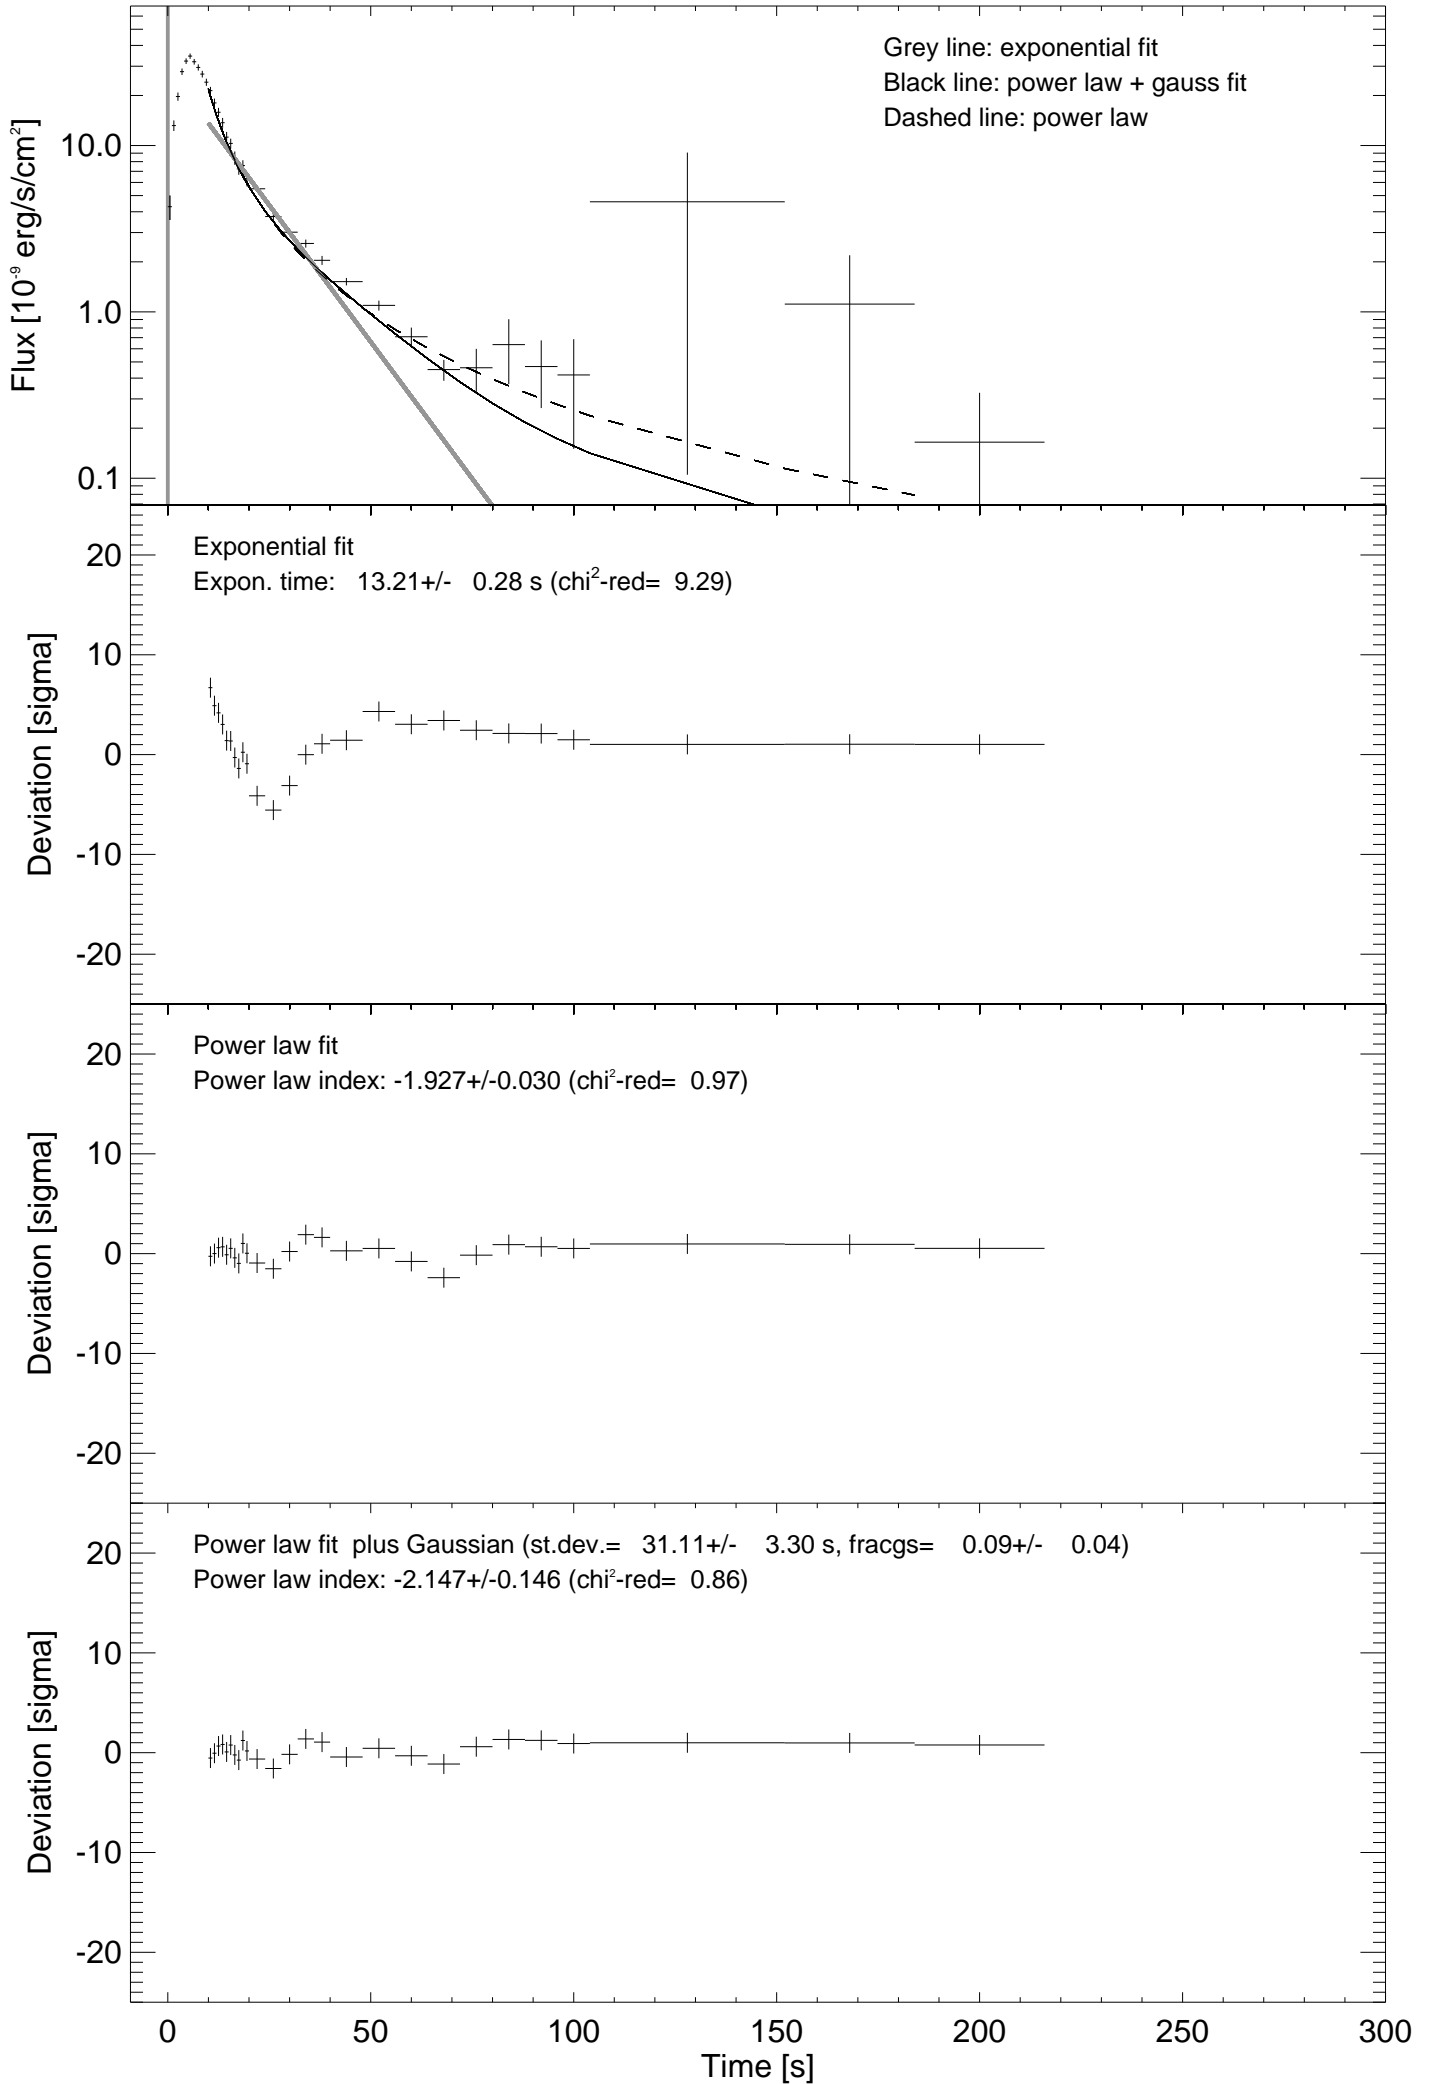 Grey line: exponential fit
Black line: power law + gauss fit
Dashed line: power law
Flux [10⁻⁹ erg/s/cm²]
10.0
1.0
0.1
Exponential fit
Expon. time: 13.21+/- 0.28 s (chi²-red= 9.29)
Deviation [sigma]
20
10
0
-10
-20
Power law fit
Power law index: -1.927+/-0.030 (chi²-red= 0.97)
Deviation [sigma]
20
10
0
-10
-20
Power law fit plus Gaussian (st.dev.= 31.11+/- 3.30 s, fracgs= 0.09+/- 0.04)
Power law index: -2.147+/-0.146 (chi²-red= 0.86)
Deviation [sigma]
20
10
0
-10
-20
0 50 100 150 200 250 300
Time [s]